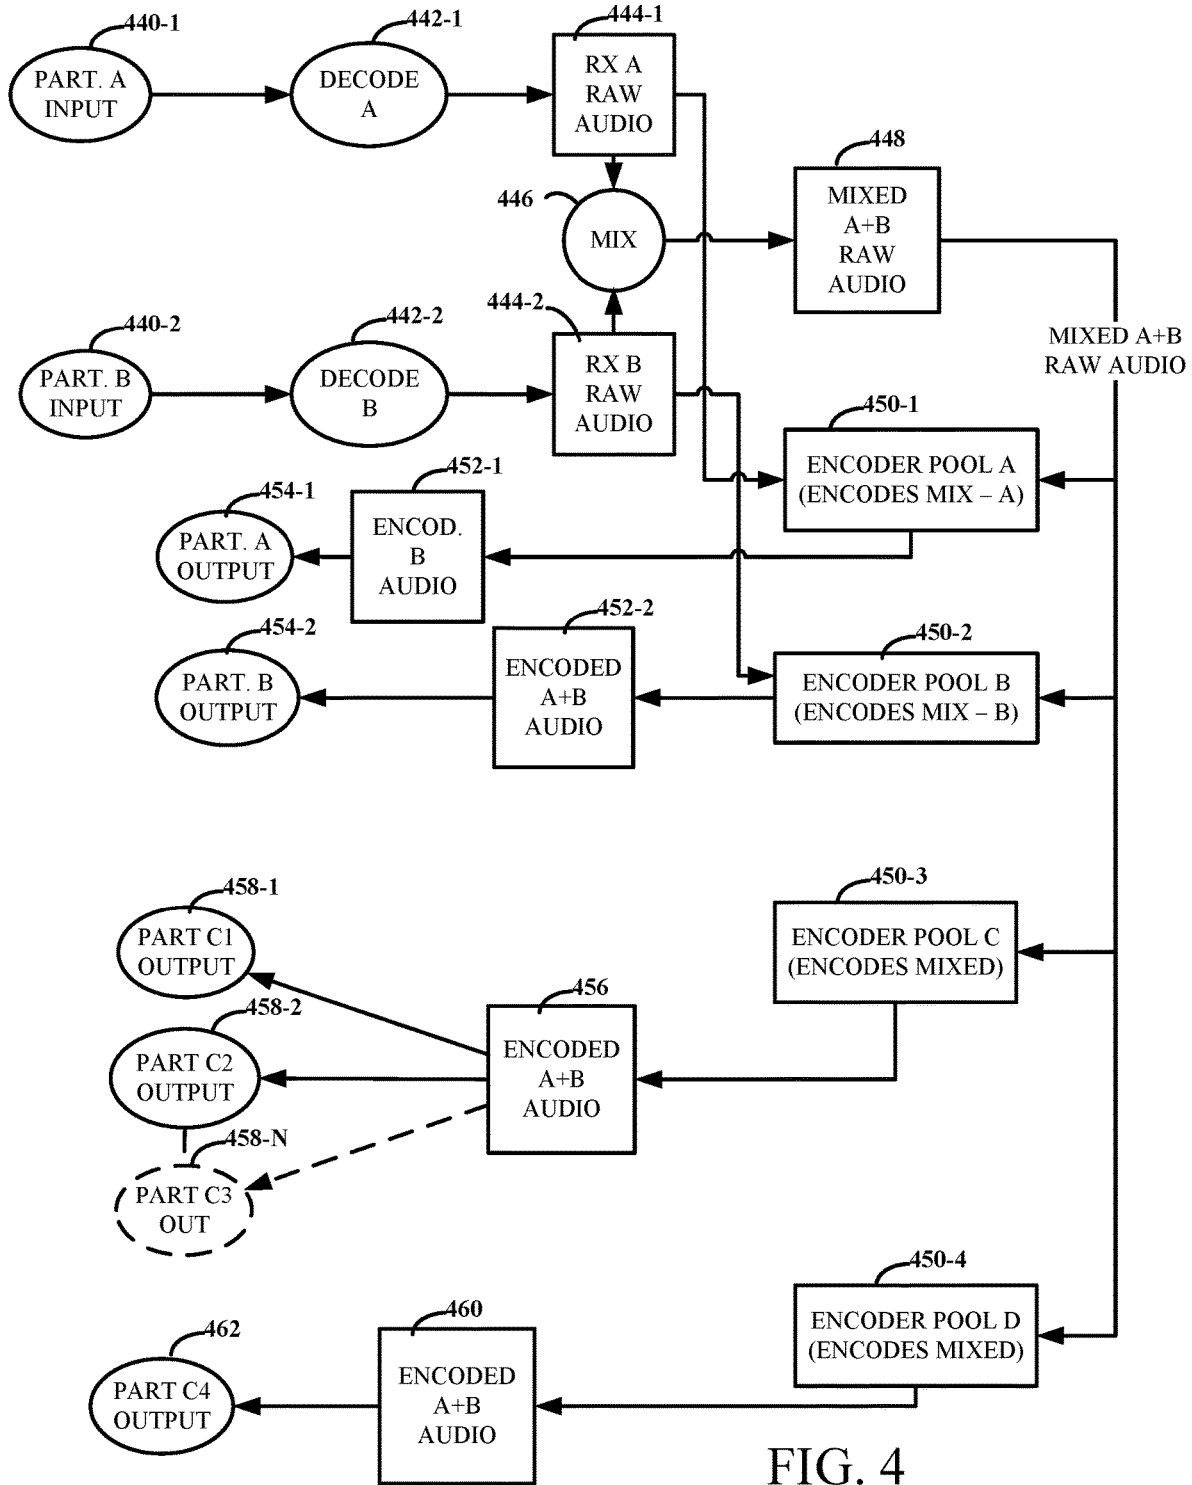 440-1
442-1
444-1
PART. A
INPUT
DECODE
A
RX A
RAW
AUDIO
448
446
MIX
MIXED
A+B
RAW
AUDIO
444-2
440-2
442-2
PART. B
INPUT
DECODE
B
RX B
RAW
AUDIO
MIXED A+B
RAW AUDIO
450-1
ENCODER POOL A
(ENCODES MIX – A)
452-1
454-1
ENCOD.
B
AUDIO
PART. A
OUTPUT
452-2
454-2
450-2
ENCODED
A+B
AUDIO
PART. B
OUTPUT
ENCODER POOL B
(ENCODES MIX – B)
458-1
450-3
PART C1
OUTPUT
ENCODER POOL C
(ENCODES MIXED)
456
458-2
ENCODED
A+B
AUDIO
PART C2
OUTPUT
458-N
PART C3
OUT
450-4
ENCODER POOL D
(ENCODES MIXED)
460
462
ENCODED
A+B
AUDIO
PART C4
OUTPUT
FIG. 4